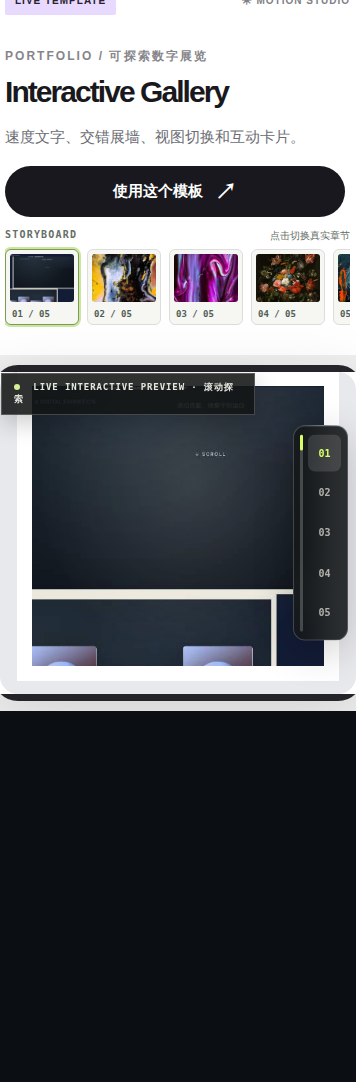 LIVE TEMPLATE
☀ MOTION STUDIO
PORTFOLIO / 可探索数字展览
Interactive Gallery
速度文字、交错展墙、视图切换和互动卡片。
使用这个模板 ↗
STORYBOARD
点击切换真实章节
01 / 05
02 / 05
03 / 05
04 / 05
05
LIVE INTERACTIVE PREVIEW · 滚动探
索
↓ SCROLL
01
02
03
04
05